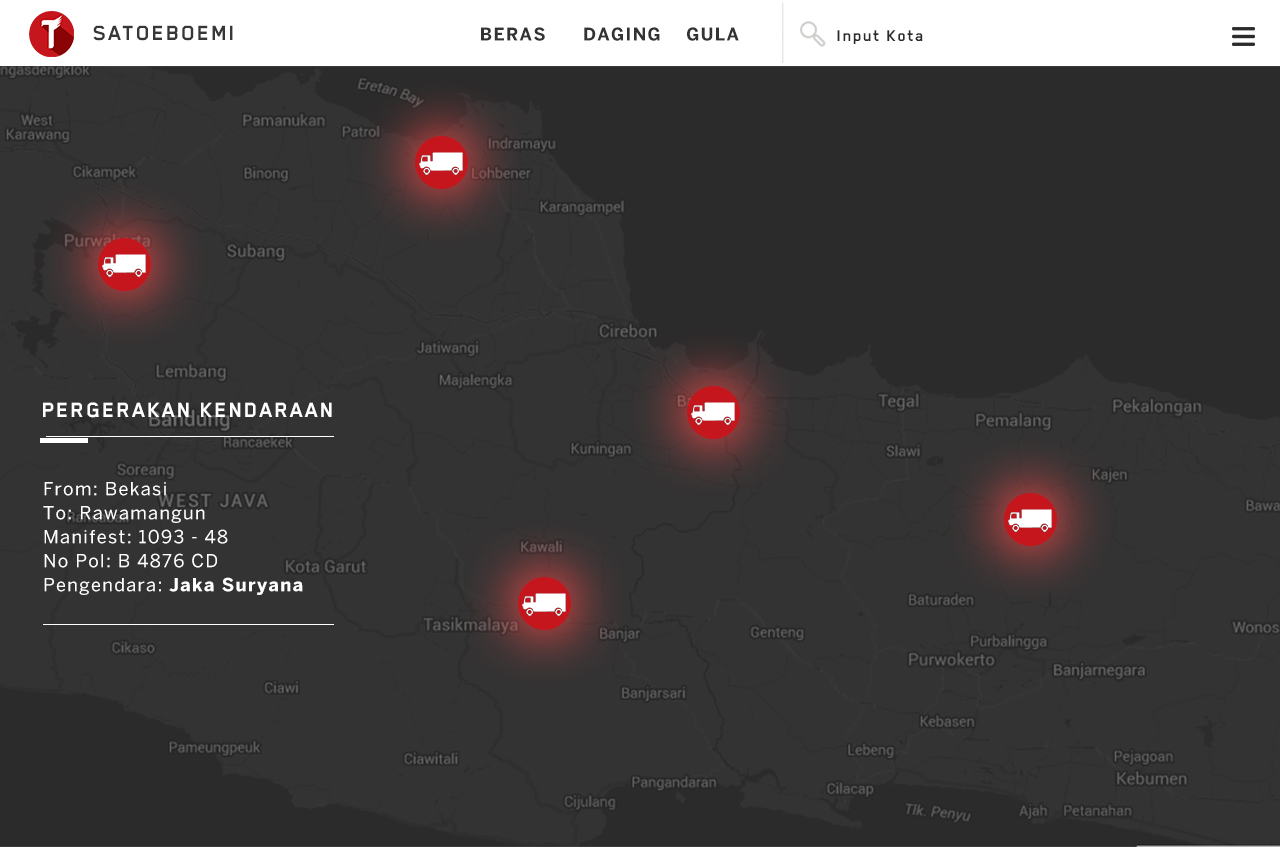 SATOEBOEMI
BERAS DAGING GULA
Input Kota
Eretan Bay
West
Karawang
Pamanukan
Patrol
Indramayu
Cikampek
Binong
Lohbener
Karangampel
Purwakarta
Subang
Cirebon
Jatiwangi
Lembang
Majalengka
Tegal
Pekalongan
Pemalang
PERGERAKAN KENDARAAN
Bandung
Rancaekek
Kuningan
Slawi
Soreang
Kajen
WEST JAVA
From: Bekasi
To: Rawamangun
Manifest: 1093 - 48
No Pol: B 4876 CD
Pengendara: Jaka Suryana
Kawali
Kota Garut
Baturaden
Tasikmalaya
Banjar
Genteng
Purbalingga
Cikaso
Purwokerto
Banjarnegara
Ciawi
Banjarsari
Kebasen
Pameungpeuk
Ciawitali
Lebeng
Pejagoan
Kebumen
Pangandaran
Cilacap
Cijulang
Tlk. Penyu
Ajah
Petanahan